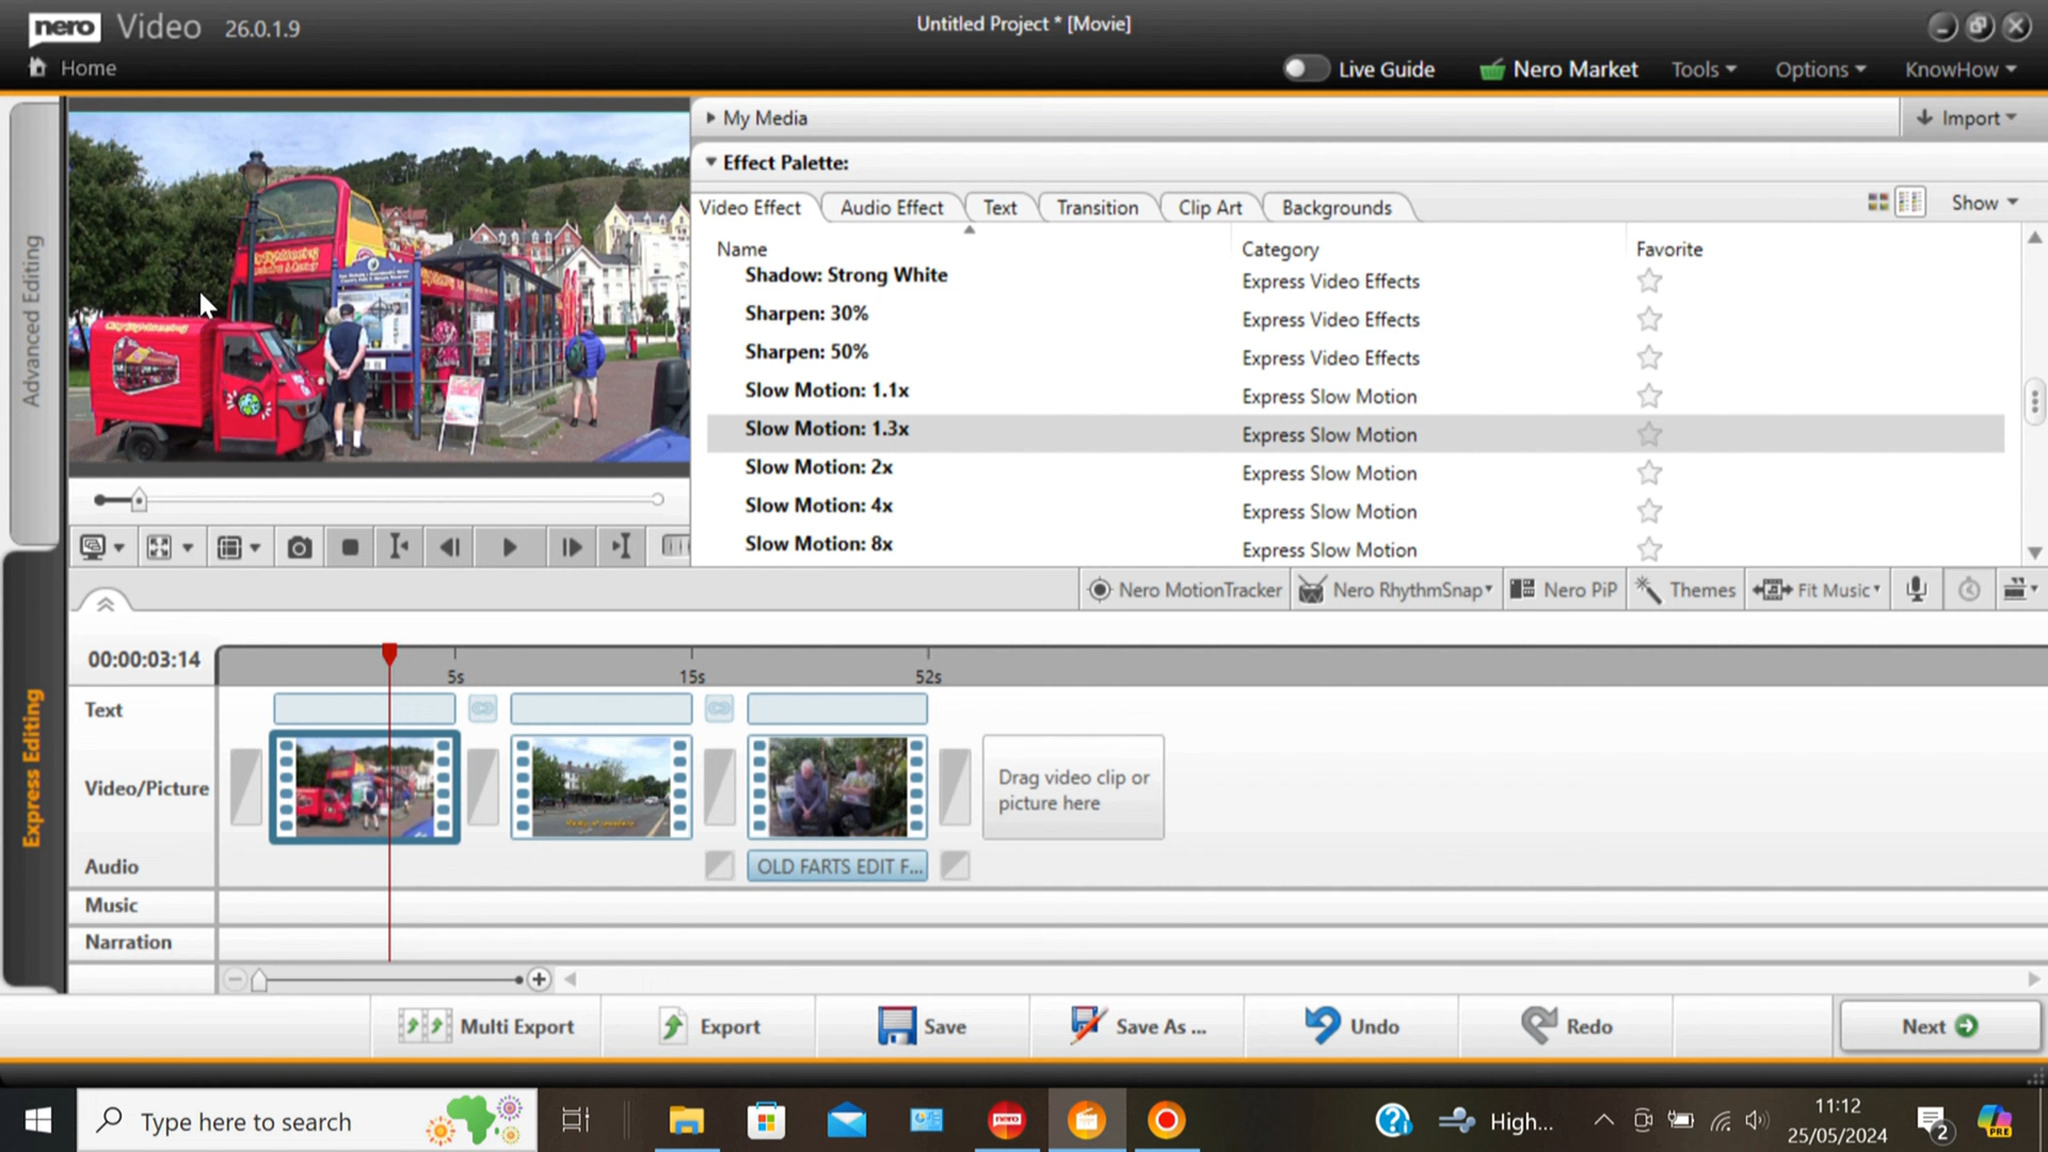 nero Video 26.0.1.9
Untitled Project * [Movie]
Home
Live Guide
Nero Market
Tools
Options
KnowHow
Advanced Editing
Express Editing
My Media
Import
Effect Palette:
Video Effect
Audio Effect
Text
Transition
Clip Art
Backgrounds
Show
Name Category Favorite
Shadow: Strong White Express Video Effects
Sharpen: 30% Express Video Effects
Sharpen: 50% Express Video Effects
Slow Motion: 1.1x Express Slow Motion
Slow Motion: 1.3x Express Slow Motion
Slow Motion: 2x Express Slow Motion
Slow Motion: 4x Express Slow Motion
Slow Motion: 8x Express Slow Motion
Nero MotionTracker
Nero RhythmSnap
Nero PiP
Themes
Fit Music
00:00:03:14
5s
15s
52s
Text
Video/Picture
Drag video clip or
picture here
Audio
OLD FARTS EDIT F...
Music
Narration
Multi Export
Export
Save
Save As ...
Undo
Redo
Next
Type here to search
nero
High...
11:12
25/05/2024
2
PRE